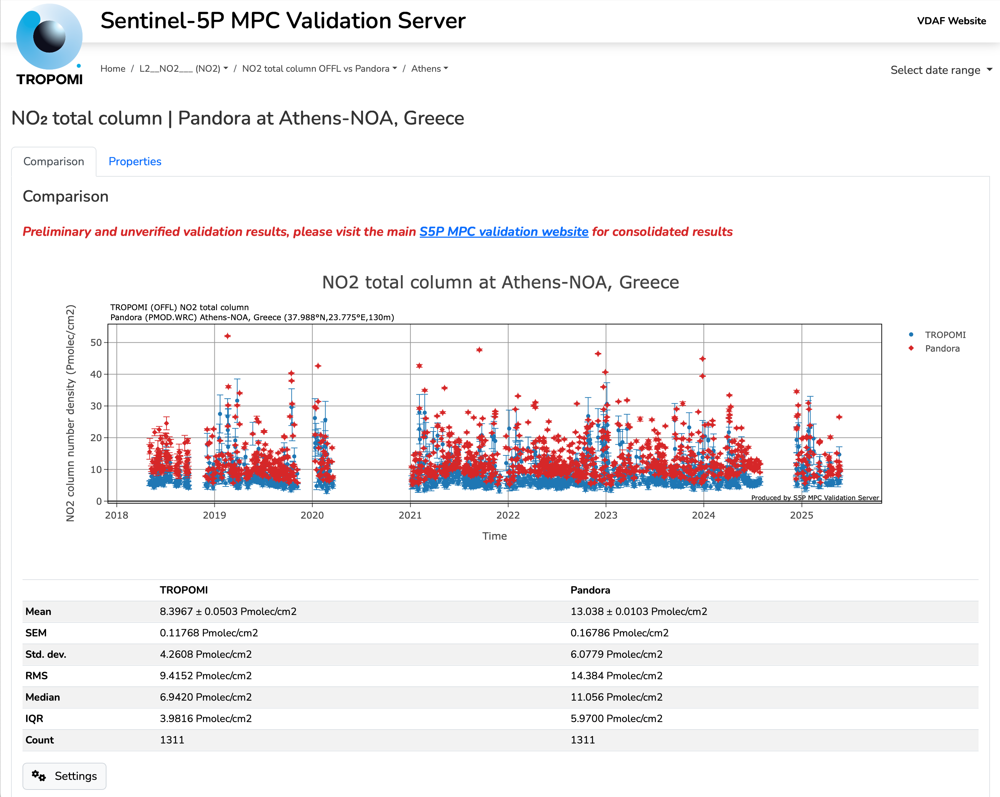 Sentinel-5P MPC Validation Server
VDAF Website
TROPOMI
Home / L2__NO2___ (NO2) / NO2 total column OFFL vs Pandora / Athens
Select date range
NO₂ total column | Pandora at Athens-NOA, Greece
Comparison
Properties
Comparison
Preliminary and unverified validation results, please visit the main S5P MPC validation website for consolidated results
NO2 total column at Athens-NOA, Greece
TROPOMI (OFFL) NO2 total column
Pandora (PMOD.WRC) Athens-NOA, Greece (37.988°N,23.775°E,130m)
NO2 column number density (Pmolec/cm2)
50
40
30
20
10
0
TROPOMI
Pandora
Produced by S5P MPC Validation Server
2018 2019 2020 2021 2022 2023 2024 2025
Time
TROPOMI Pandora
Mean 8.3967 ± 0.0503 Pmolec/cm2 13.038 ± 0.0103 Pmolec/cm2
SEM 0.11768 Pmolec/cm2 0.16786 Pmolec/cm2
Std. dev. 4.2608 Pmolec/cm2 6.0779 Pmolec/cm2
RMS 9.4152 Pmolec/cm2 14.384 Pmolec/cm2
Median 6.9420 Pmolec/cm2 11.056 Pmolec/cm2
IQR 3.9816 Pmolec/cm2 5.9700 Pmolec/cm2
Count 1311 1311
Settings